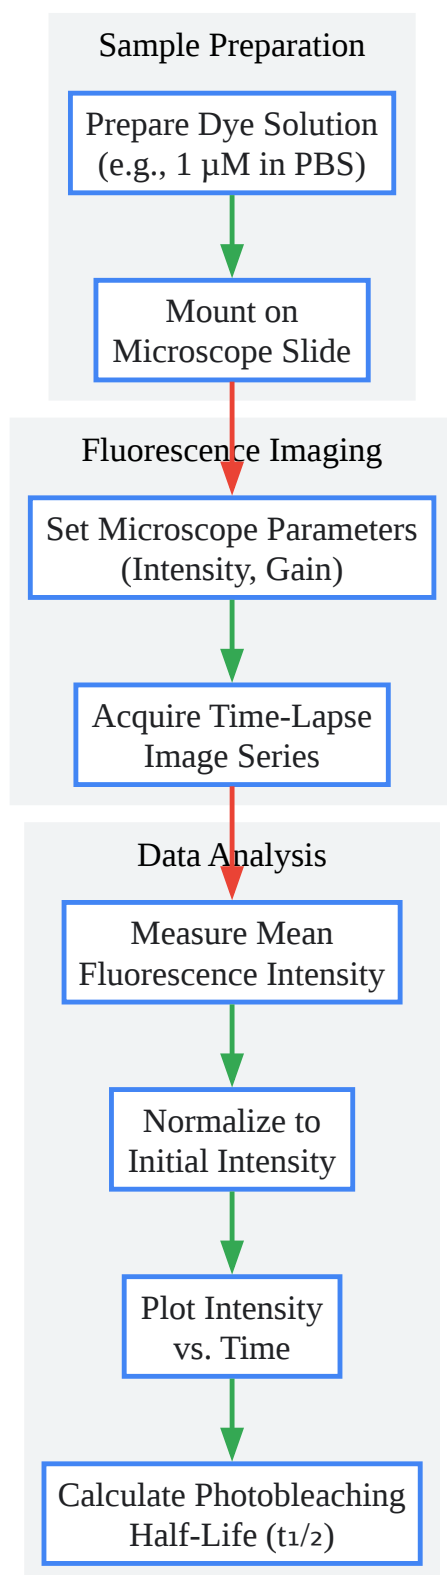 Sample Preparation
Prepare Dye Solution
(e.g., 1 µM in PBS)
Mount on
Microscope Slide
Fluorescence Imaging
Set Microscope Parameters
(Intensity, Gain)
Acquire Time-Lapse
Image Series
Data Analysis
Measure Mean
Fluorescence Intensity
Normalize to
Initial Intensity
Plot Intensity
vs. Time
Calculate Photobleaching
Half-Life (t₁/₂)